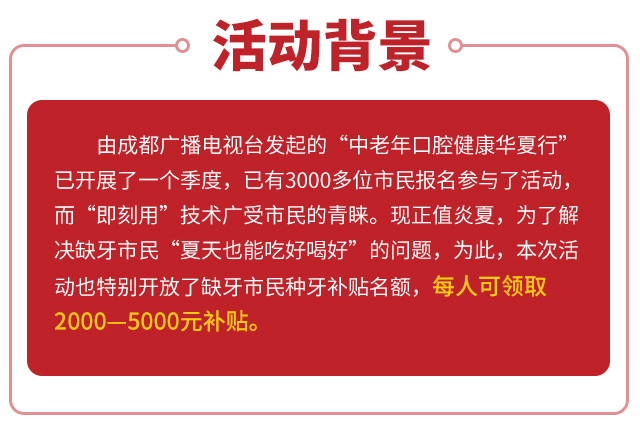 活动背景
由成都广播电视台发起的“中老年口腔健康华夏行”
已开展了一个季度，已有3000多位市民报名参与了活动，
而“即刻用”技术广受市民的青睐。现正值炎夏，为了解
决缺牙市民“夏天也能吃好喝好”的问题，为此，本次活
动也特别开放了缺牙市民种牙补贴名额，每人可领取
2000—5000元补贴。